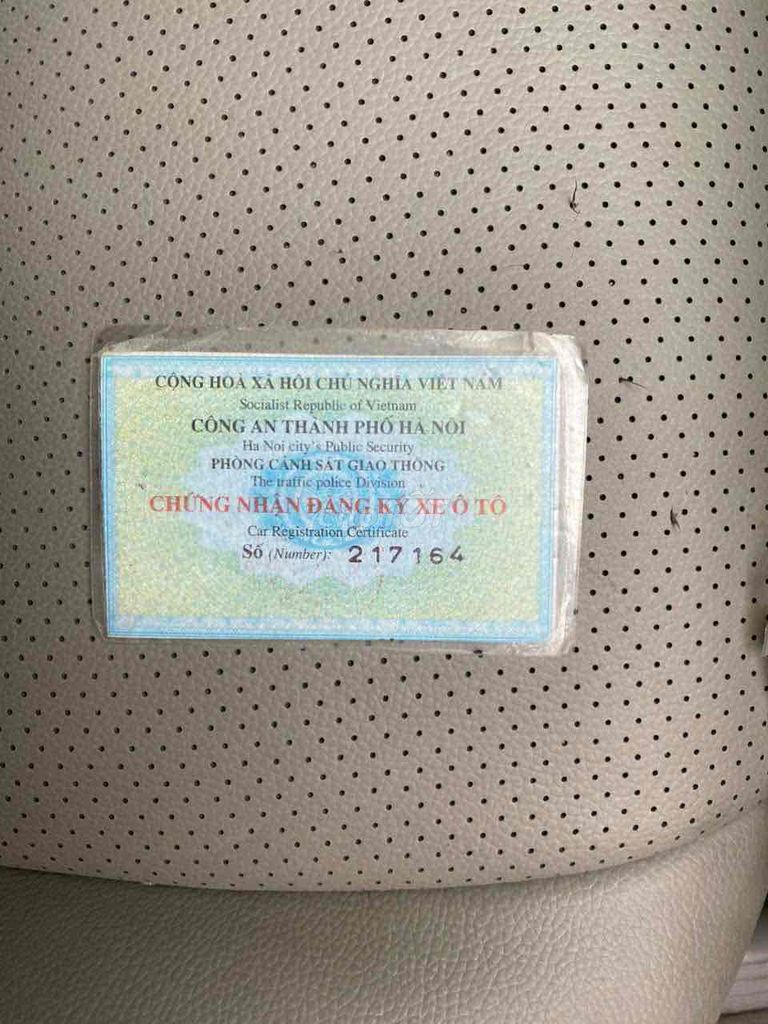 CỘNG HOÀ XÃ HỘI CHỦ NGHĨA VIỆT NAM
Socialist Republic of Vietnam
CÔNG AN THÀNH PHỐ HÀ NỘI
Ha Noi city's Public Security
PHÒNG CẢNH SÁT GIAO THÔNG
The traffic police Division
CHỨNG NHẬN ĐĂNG KÝ XE Ô TÔ
Car Registration Certificate
Số (Number): 217164